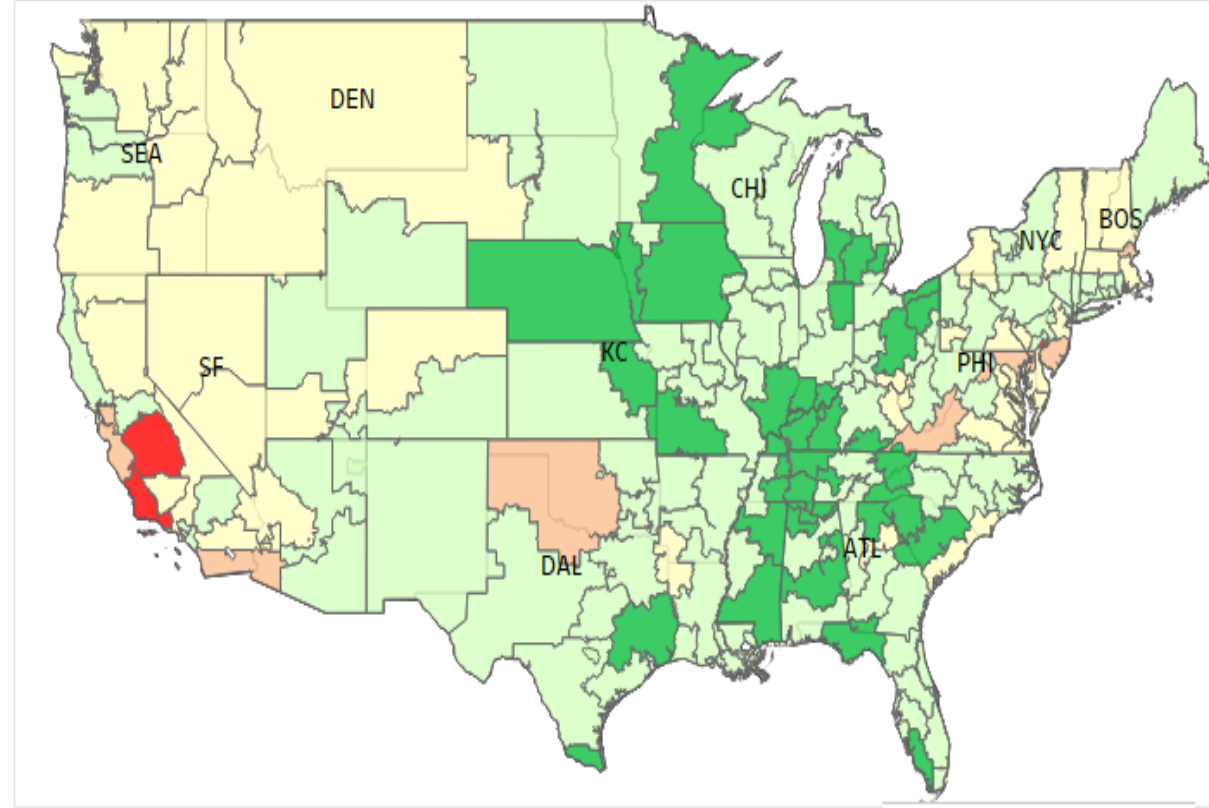 DEN
SEA
CHI
BOS
NYC
KC
PHI
SF
ATL
DAL